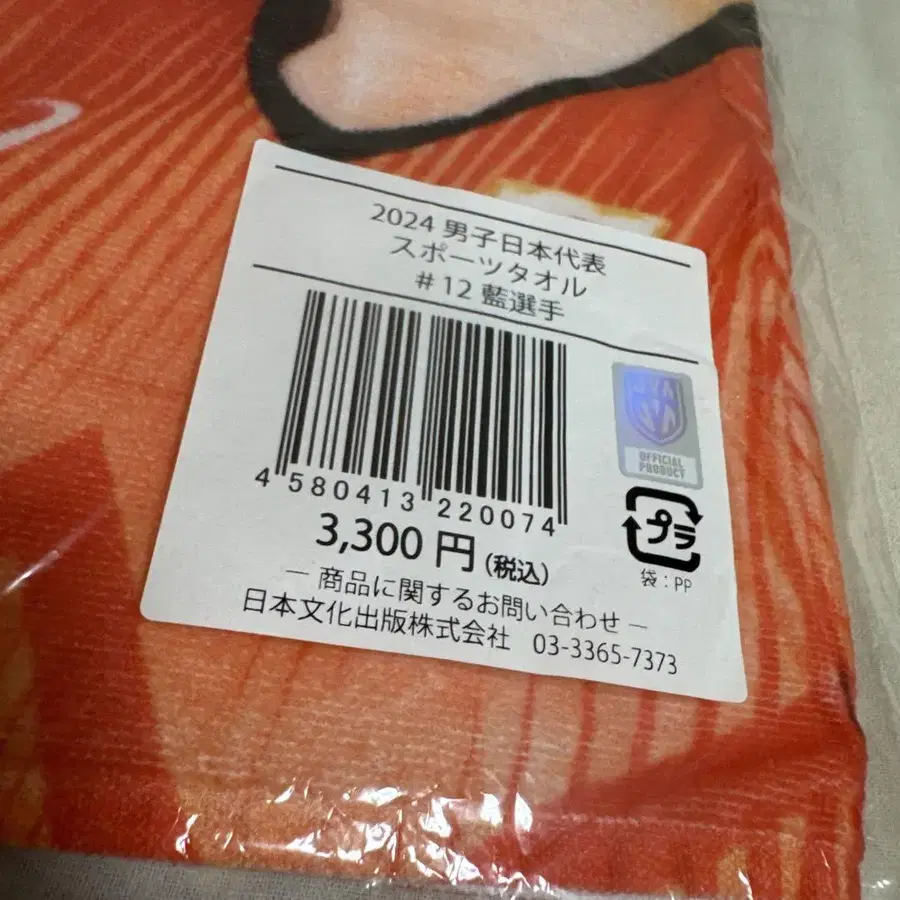 2024 男子日本代表
スポーツタオル
#12 藍選手
4 580413 220074
3,300 円 (税込)
OFFICIAL
PRODUCT
プラ
袋：PP
― 商品に関するお問い合わせ ―
日本文化出版株式会社 03-3365-7373